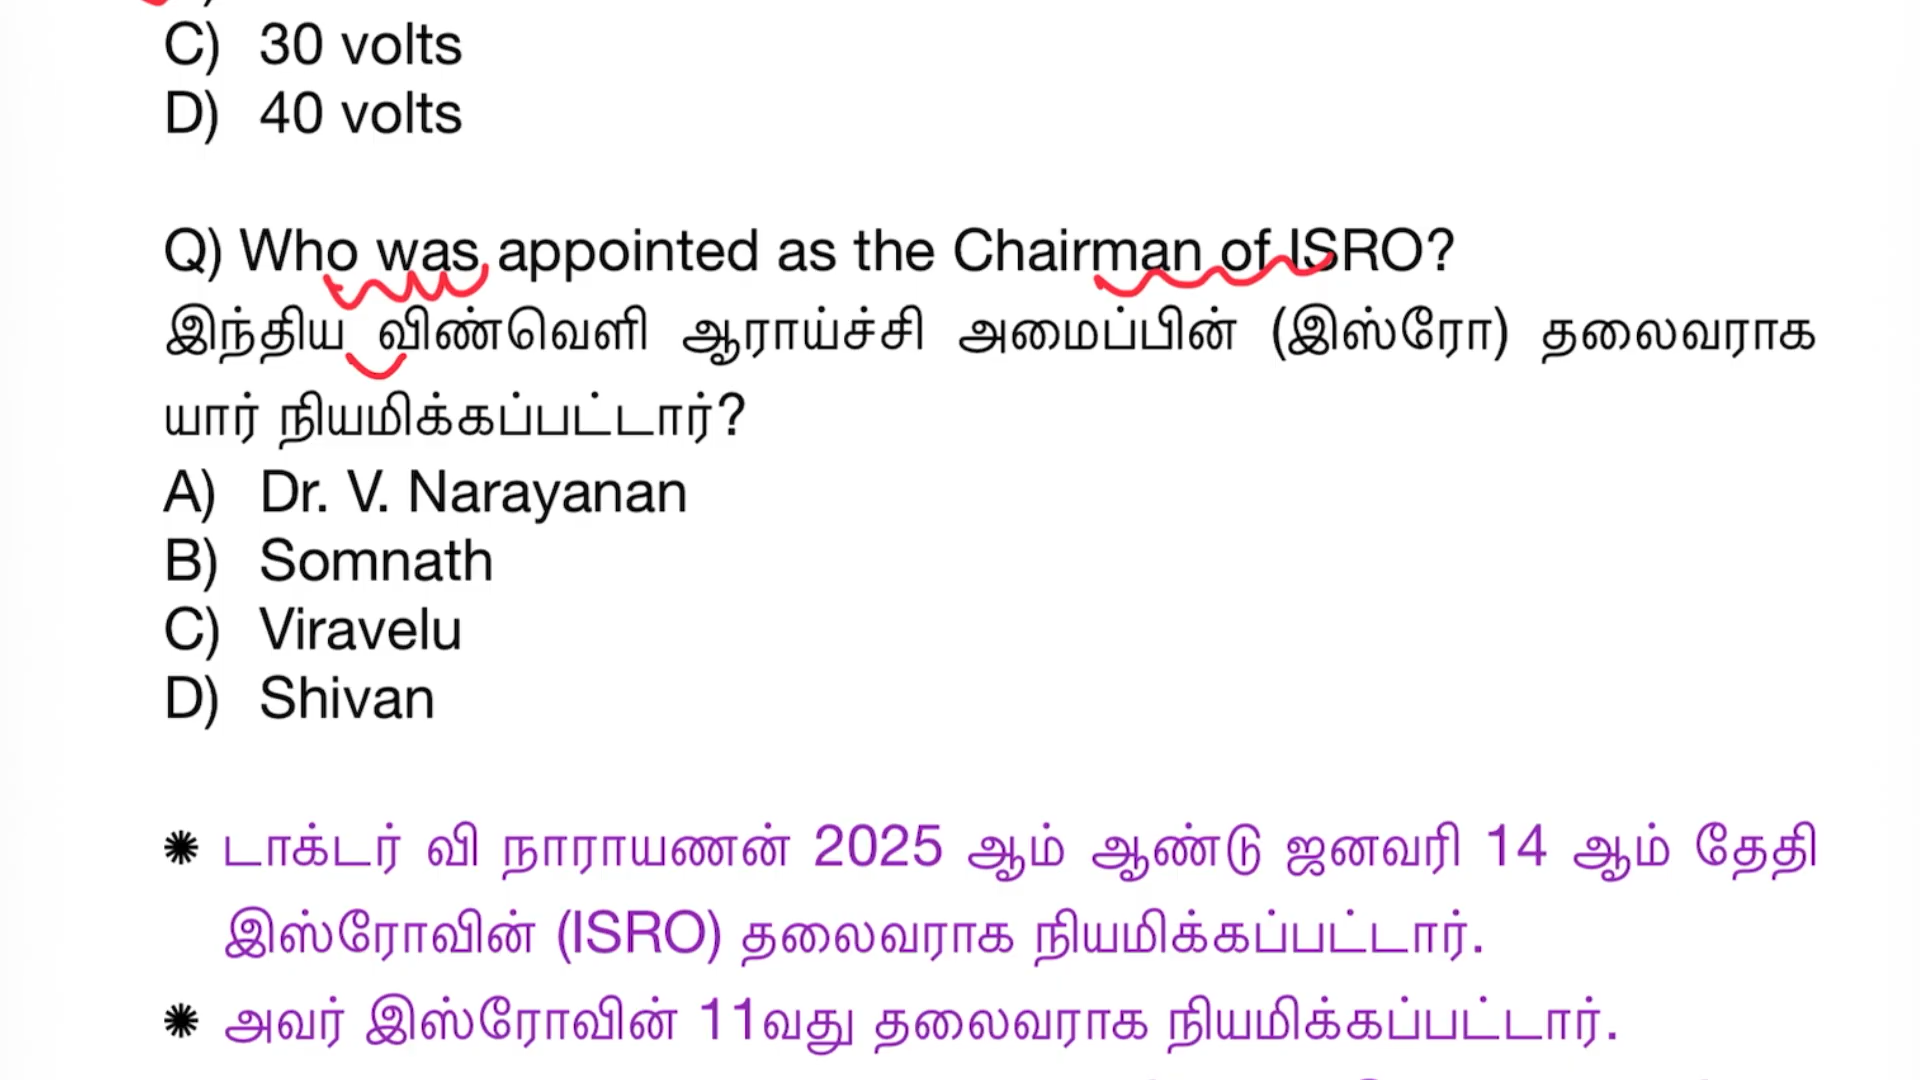 C) 30 volts
D) 40 volts
Q) Who was appointed as the Chairman of ISRO?
இந்திய விண்வெளி ஆராய்ச்சி அமைப்பின் (இஸ்ரோ) தலைவராக
யார் நியமிக்கப்பட்டார்?
A) Dr. V. Narayanan
B) Somnath
C) Viravelu
D) Shivan
✹ டாக்டர் வி நாராயணன் 2025 ஆம் ஆண்டு ஜனவரி 14 ஆம் தேதி
இஸ்ரோவின் (ISRO) தலைவராக நியமிக்கப்பட்டார்.
✹ அவர் இஸ்ரோவின் 11வது தலைவராக நியமிக்கப்பட்டார்.